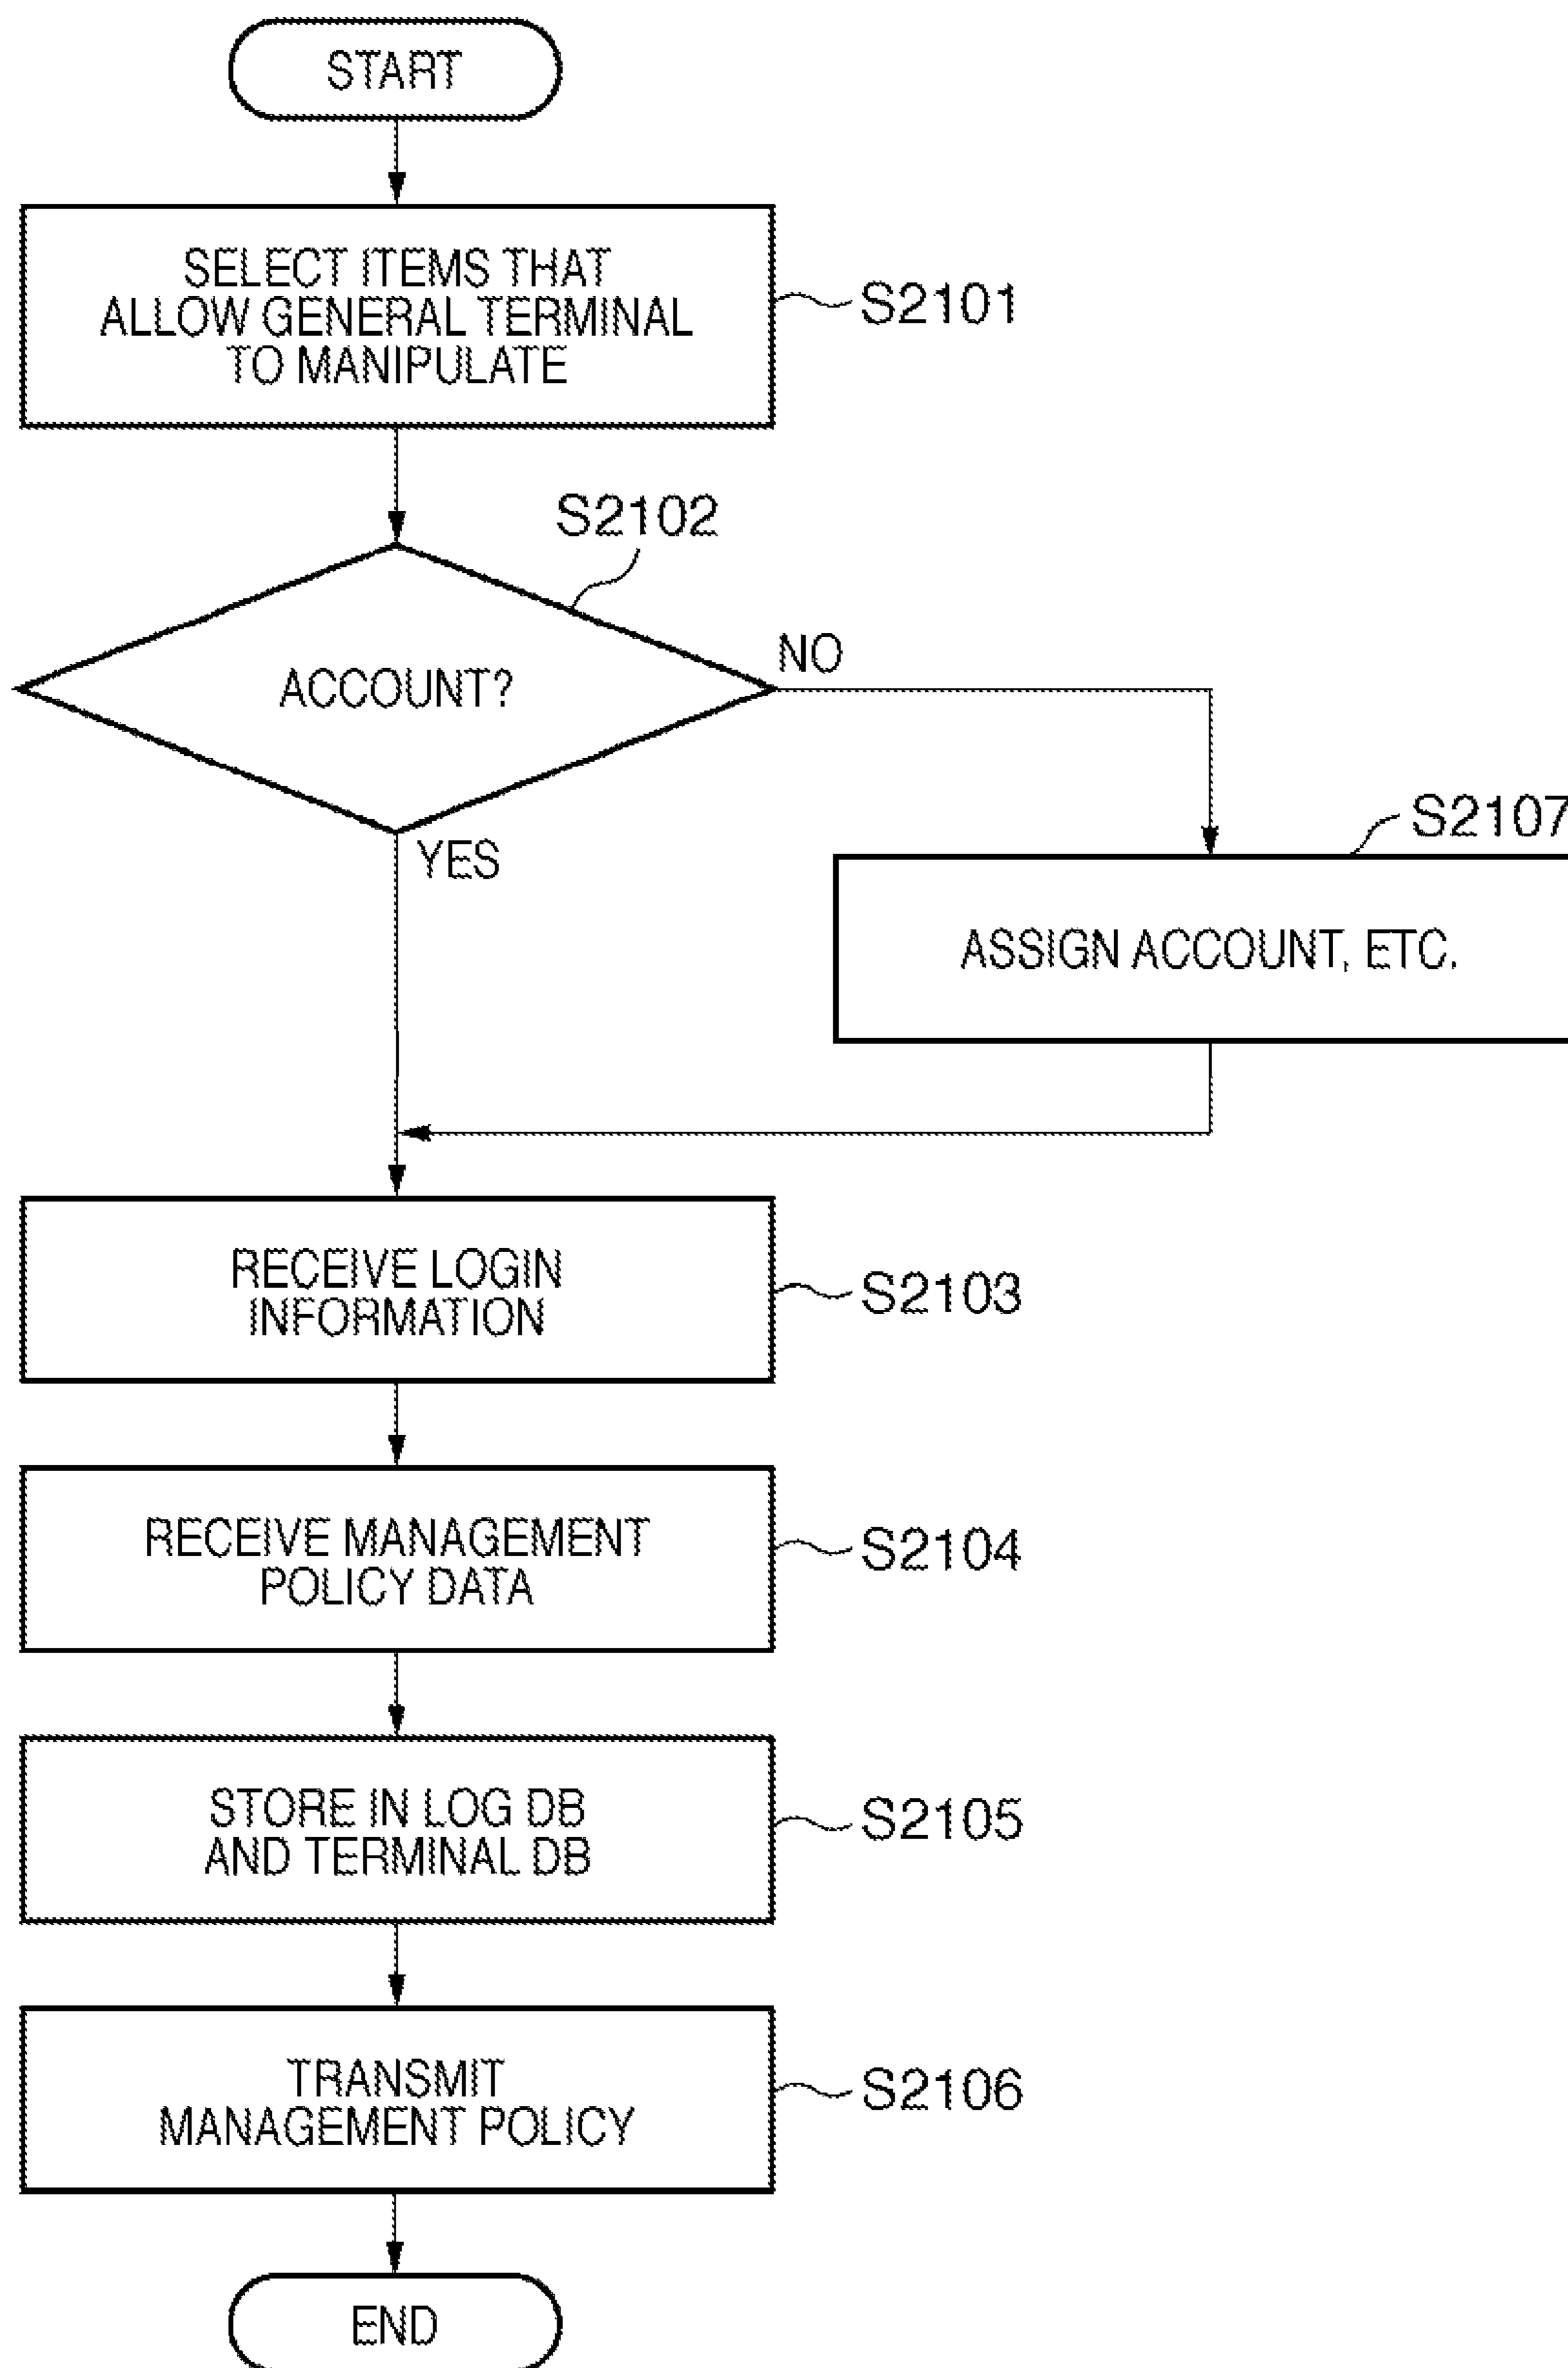 START
SELECT ITEMS THAT
ALLOW GENERAL TERMINAL
TO MANIPULATE
S2101
S2102
ACCOUNT?
NO
YES
S2107
ASSIGN ACCOUNT, ETC.
RECEIVE LOGIN
INFORMATION
S2103
RECEIVE MANAGEMENT
POLICY DATA
S2104
STORE IN LOG DB
AND TERMINAL DB
S2105
TRANSMIT
MANAGEMENT POLICY
S2106
END